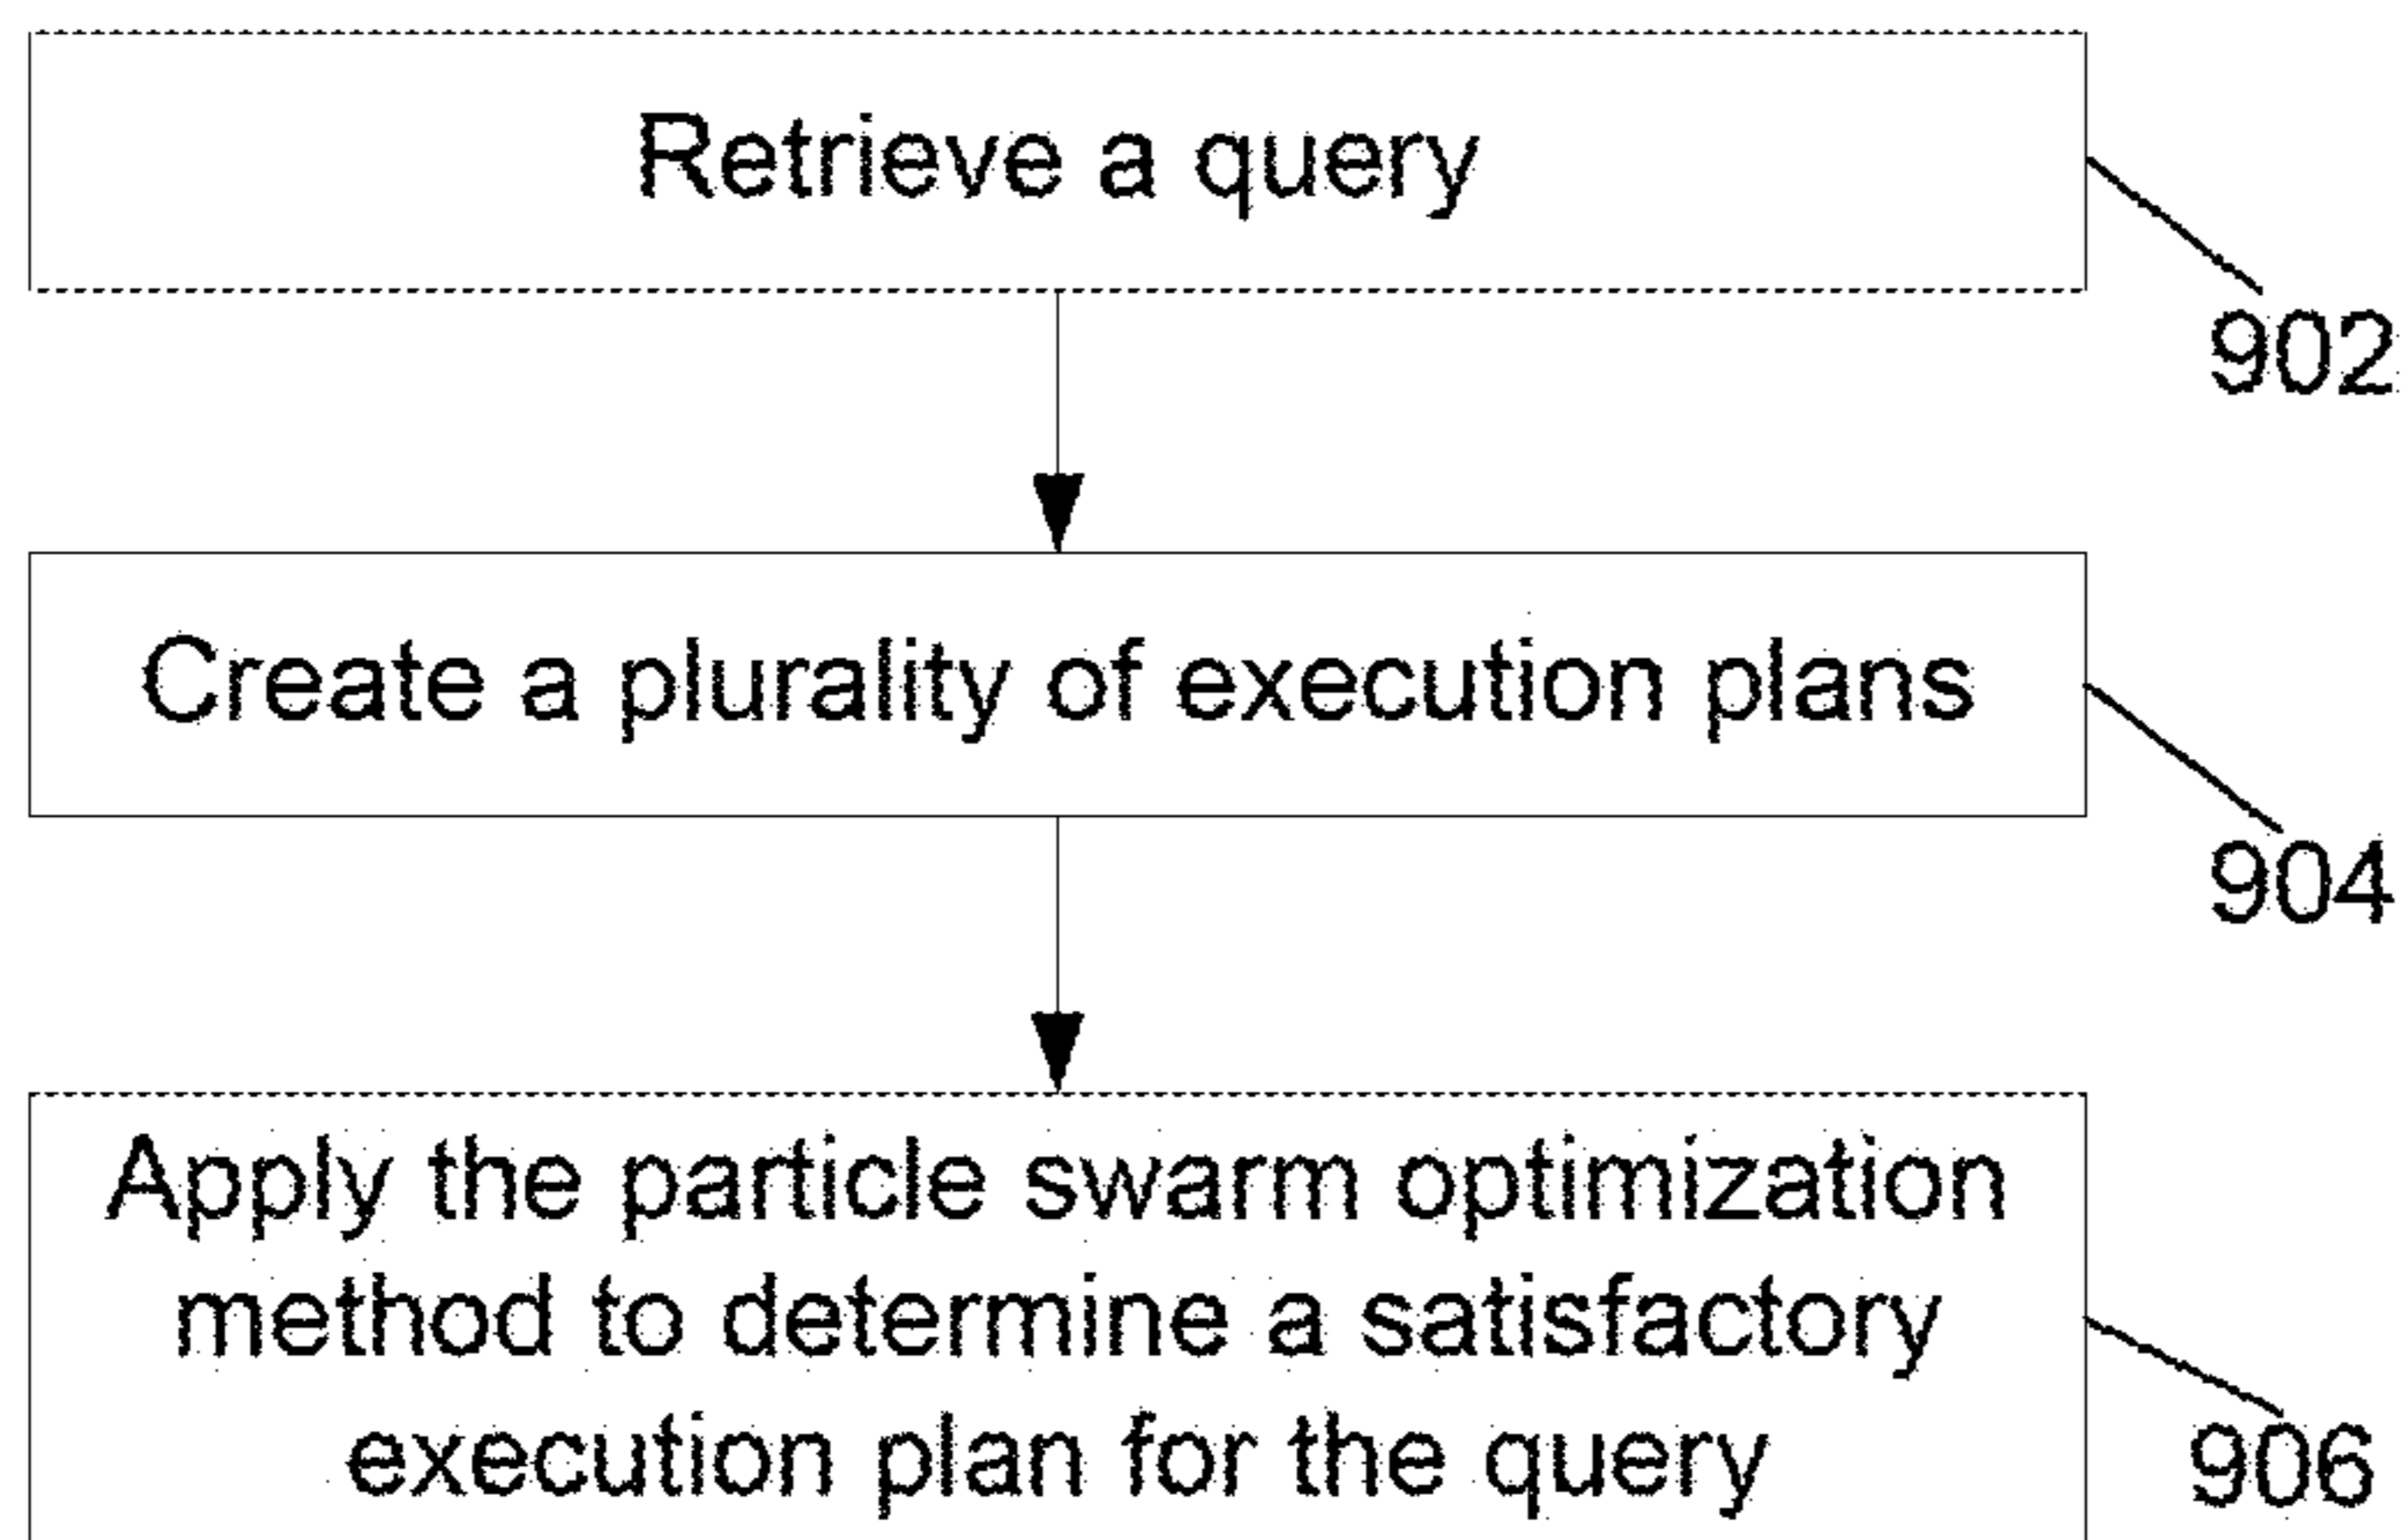 Retrieve a query
902
Create a plurality of execution plans
904
Apply the particle swarm optimization
method to determine a satisfactory
execution plan for the query
906